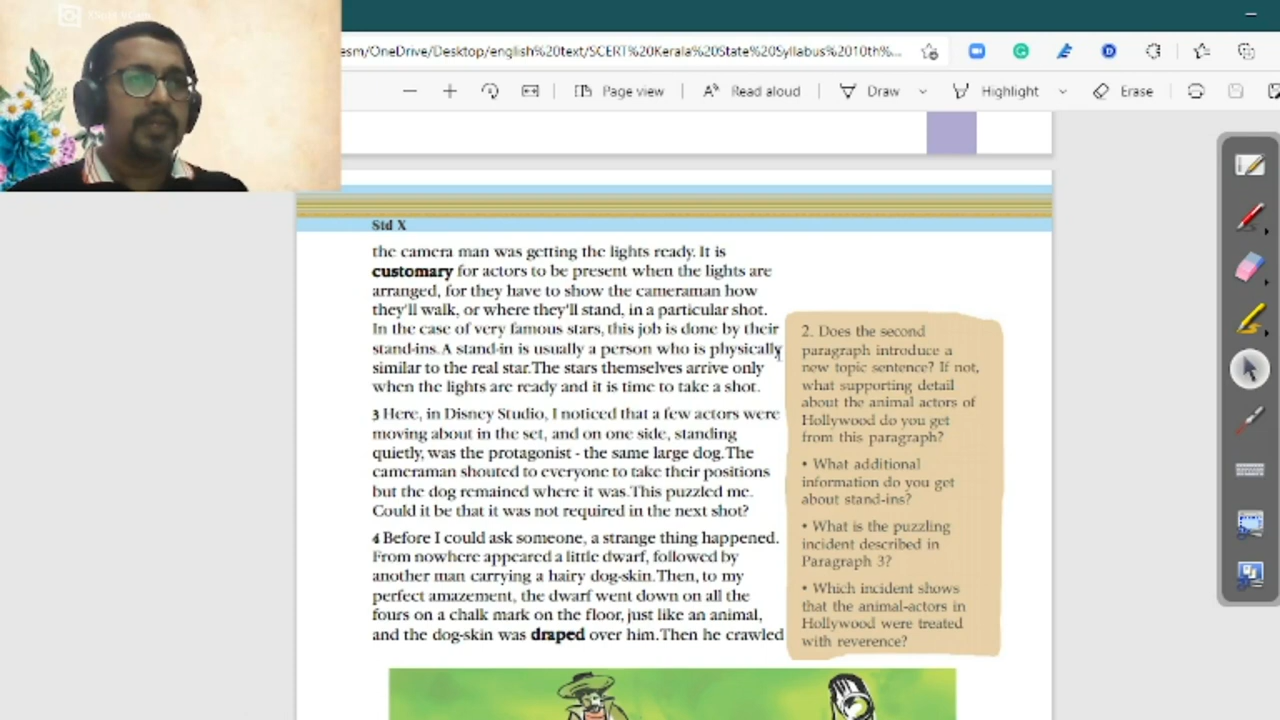 esm/OneDrive/Desktop/english%20text/SCERT%20Kerala%20State%20Syllabus%2010th%...
Page view
Read aloud
Draw
Highlight
Erase
Std X
the camera man was getting the lights ready. It is
customary for actors to be present when the lights are
arranged, for they have to show the cameraman how
they'll walk, or where they'll stand, in a particular shot.
In the case of very famous stars, this job is done by their
stand-ins. A stand-in is usually a person who is physically
similar to the real star. The stars themselves arrive only
when the lights are ready and it is time to take a shot.
3 Here, in Disney Studio, I noticed that a few actors were
moving about in the set, and on one side, standing
quietly, was the protagonist - the same large dog. The
cameraman shouted to everyone to take their positions
but the dog remained where it was. This puzzled me.
Could it be that it was not required in the next shot?
4 Before I could ask someone, a strange thing happened.
From nowhere appeared a little dwarf, followed by
another man carrying a hairy dog-skin. Then, to my
perfect amazement, the dwarf went down on all the
fours on a chalk mark on the floor, just like an animal,
and the dog-skin was draped over him. Then he crawled
2. Does the second
paragraph introduce a
new topic sentence? If not,
what supporting detail
about the animal actors of
Hollywood do you get
from this paragraph?
• What additional
information do you get
about stand-ins?
• What is the puzzling
incident described in
Paragraph 3?
• Which incident shows
that the animal-actors in
Hollywood were treated
with reverence?